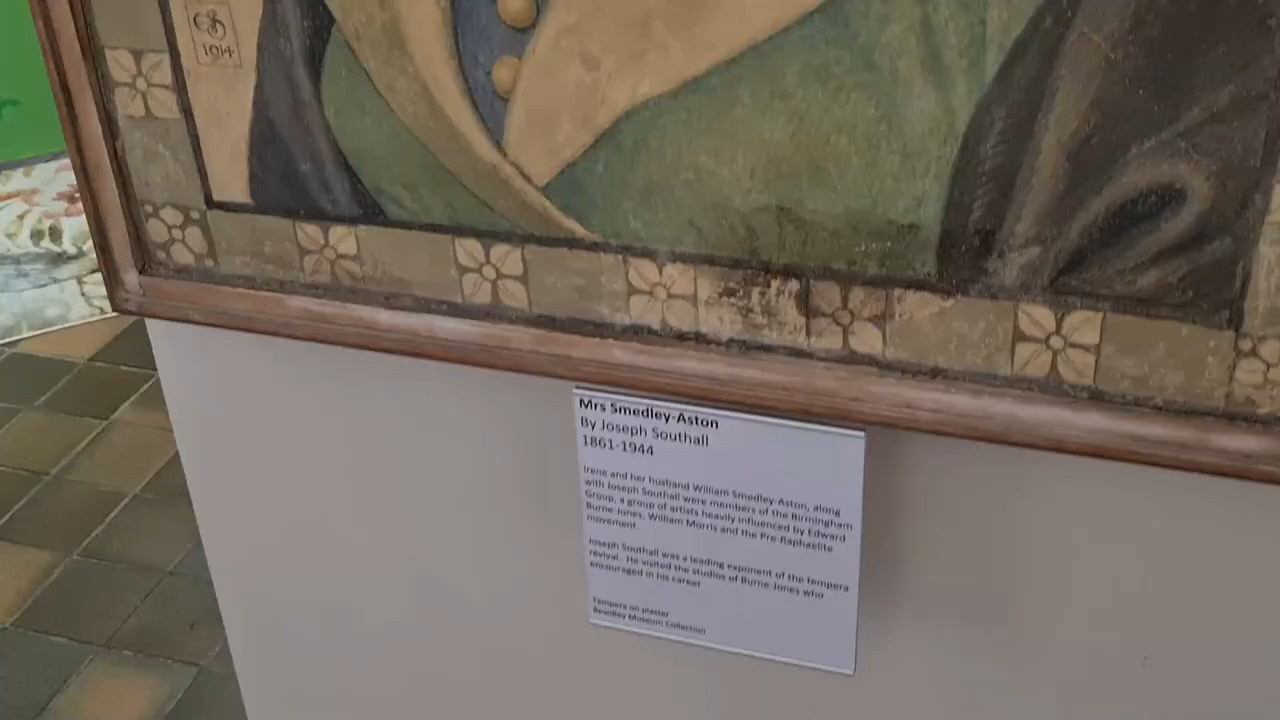 1914
Mrs Smedley-Aston
By Joseph Southall
1861-1944
Irene and her husband William Smedley-Aston, along
with Joseph Southall were members of the Birmingham
Group, a group of artists heavily influenced by Edward
Burne-Jones, William Morris and the Pre-Raphaelite
movement.
Joseph Southall was a leading exponent of the tempera
revival. He visited the studios of Burne-Jones who
encouraged in his career
Tempera on plaster
Bewdley Museum Collection